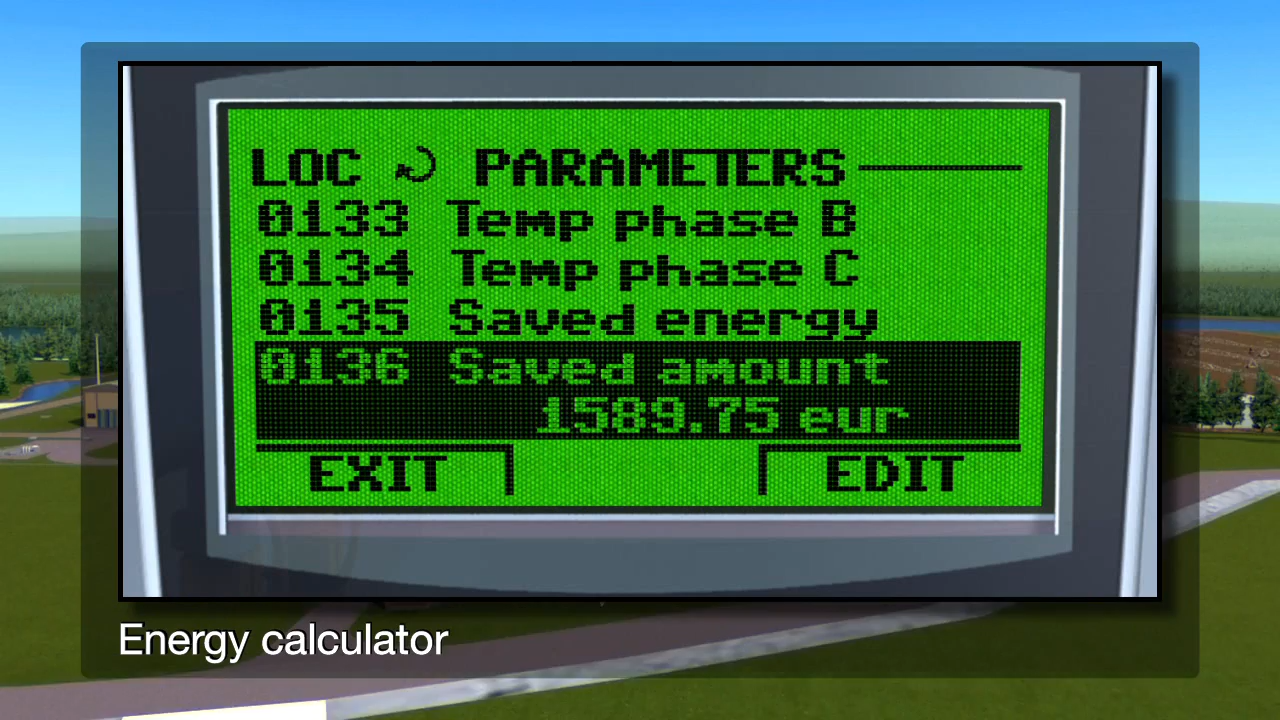 LOC PARAMETERS
0133 Temp phase B
0134 Temp phase C
0135 Saved energy
0136 Saved amount
1589.75 eur
EXIT EDIT
Energy calculator